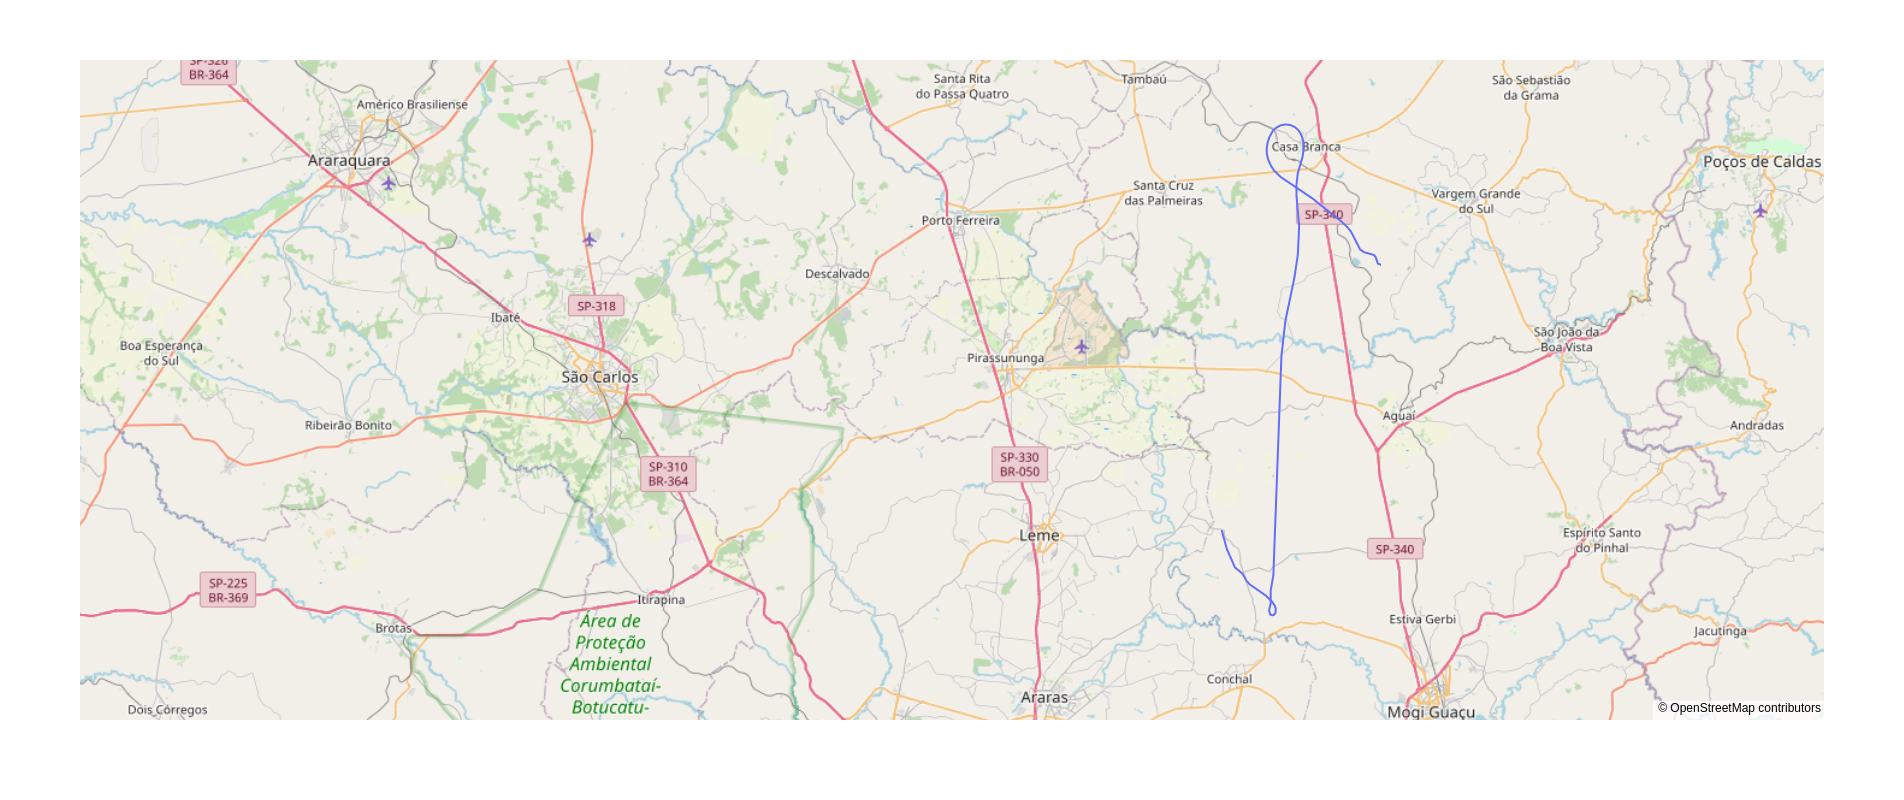 SP-326
BR-364
Américo Brasiliense
Araraquara
Santa Rita
do Passa Quatro
Tambaú
São Sebastião
da Grama
Casa Branca
Poços de Caldas
Santa Cruz
das Palmeiras
Vargem Grande
do Sul
Porto Ferreira
SP-340
Descalvado
SP-318
Ibaté
Boa Esperança
do Sul
São João da
Boa Vista
Pirassununga
São Carlos
Aguaí
Ribeirão Bonito
Andradas
SP-310
BR-364
SP-330
BR-050
Leme
Espírito Santo
do Pinhal
SP-340
SP-225
BR-369
Itirapina
Brotas
Área de
Proteção
Ambiental
Corumbataí-
Botucatu-
Estiva Gerbi
Jacutinga
Conchal
Araras
Dois Córregos
Mogi Guaçu
© OpenStreetMap contributors